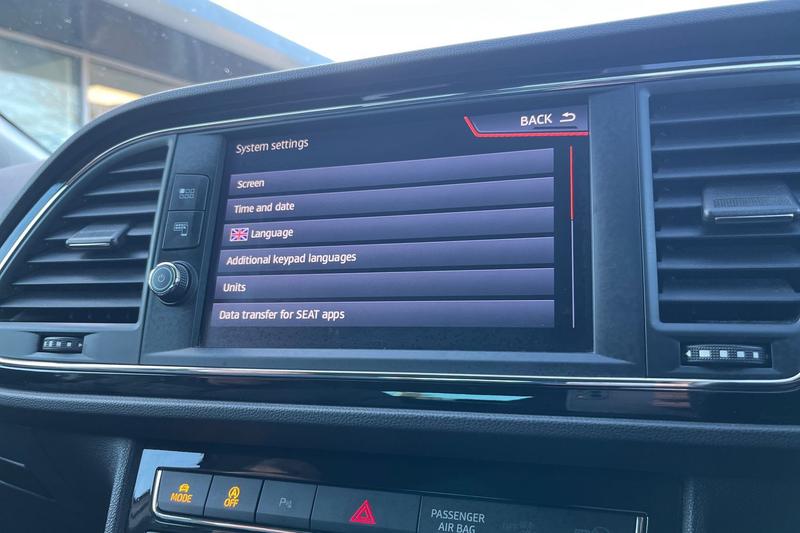 BACK
System settings
Screen
Time and date
Language
Additional keypad languages
Units
Data transfer for SEAT apps
MODE
A
OFF
P
PASSENGER
AIR BAG